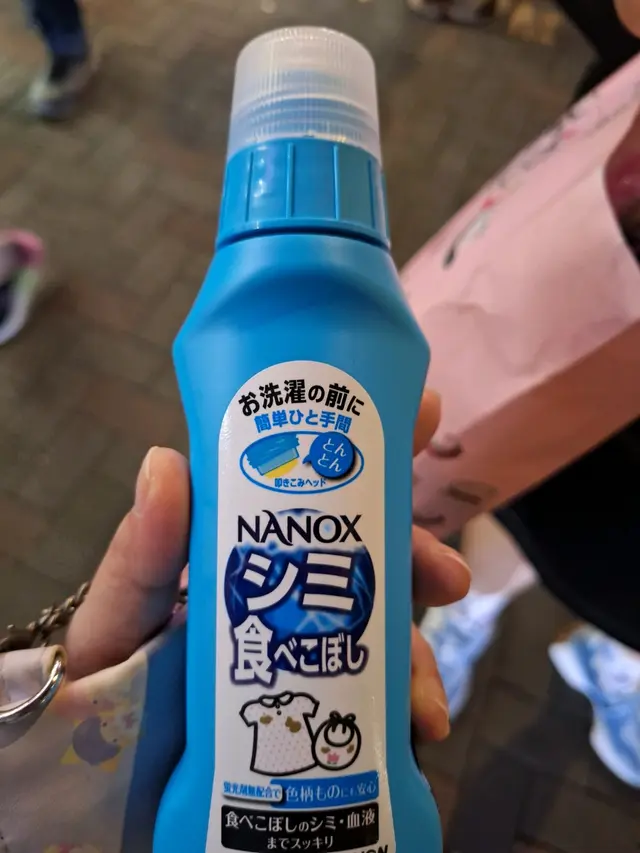 お洗濯の前に
簡単ひと手間
とん
とん
叩きこみヘッド
NANOX
シミ
食べこぼし
蛍光剤無配合で色柄ものにも安心
食べこぼしのシミ・血液
までスッキリ